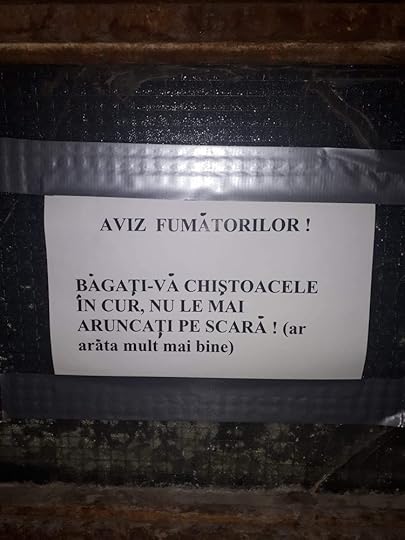 AVIZ FUMĂTORILOR !
BĂGAȚI-VĂ CHIȘTOACELE
ÎN CUR, NU LE MAI
ARUNCAȚI PE SCARĂ ! (ar
arăta mult mai bine)